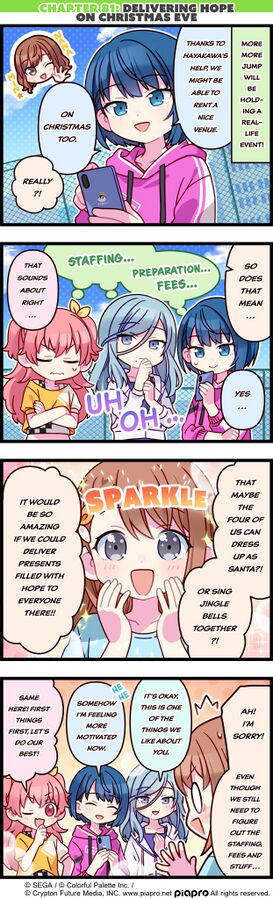 CHAPTER 81: DELIVERING HOPE
ON CHRISTMAS EVE
MORE
MORE
JUMP
WILL BE
HOLD-
ING A
REAL-
LIFE
EVENT!
THANKS TO
HAYAKAWA'S
HELP, WE
MIGHT BE
ABLE TO
RENT A
NICE
VENUE.
ON
CHRISTMAS
TOO.
REALLY
?!
SO DOES
THAT
MEAN
...
STAFFING...
PREPARATION...
FEES...
THAT
SOUNDS
ABOUT
RIGHT
...
YES
...
UH
OH...
THAT
MAYBE
THE FOUR
OF US CAN
DRESS UP
AS SANTA?!
OR SING
JINGLE
BELLS
TOGETHER
?!
SPARKLE
IT WOULD
BE SO
AMAZING
IF WE COULD
DELIVER
PRESENTS
FILLED WITH
HOPE TO
EVERYONE
THERE!!
AH!
I'M
SORRY!
EVEN
THOUGH WE
STILL NEED
TO FIGURE
OUT THE
STAFFING,
FEES AND
STUFF...
IT'S OKAY,
THIS IS ONE
OF THE
THINGS WE
LIKE ABOUT
YOU.
HE
HE
SOMEHOW
I'M FEELING
MORE
MOTIVATED
NOW.
SAME
HERE! FIRST
THINGS
FIRST, LET'S
DO OUR
BEST!
© SEGA / © Colorful Palette Inc. /
© Crypton Future Media, INC. www.piapro.net piapro All rights reserved.